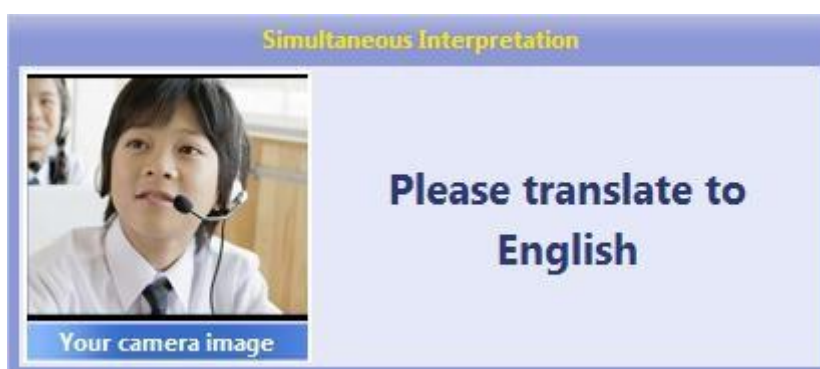 Simultaneous Interpretation
Please translate to
English
Your camera image